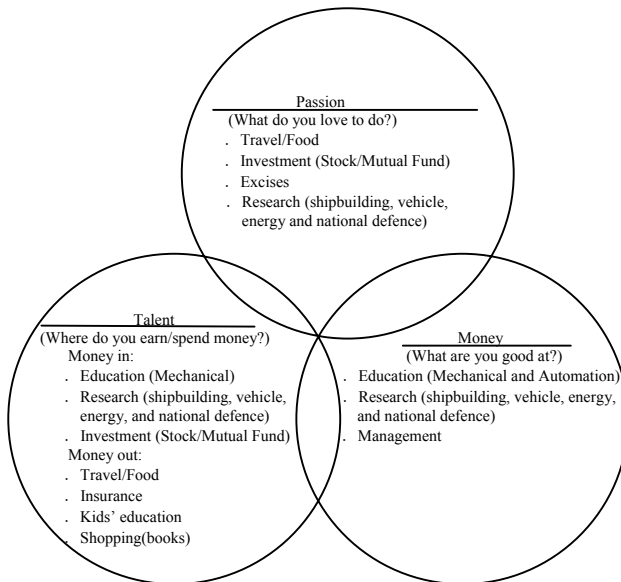 Passion
(What do you love to do?)
. Travel/Food
. Investment (Stock/Mutual Fund)
. Excises
. Research (shipbuilding, vehicle,
energy and national defence)
Talent
(Where do you earn/spend money?)
Money in:
. Education (Mechanical)
. Research (shipbuilding, vehicle,
energy, and national defence)
. Investment (Stock/Mutual Fund)
Money out:
. Travel/Food
. Insurance
. Kids’ education
. Shopping(books)
Money
(What are you good at?)
. Education (Mechanical and Automation)
. Research (shipbuilding, vehicle, energy,
and national defence)
. Management